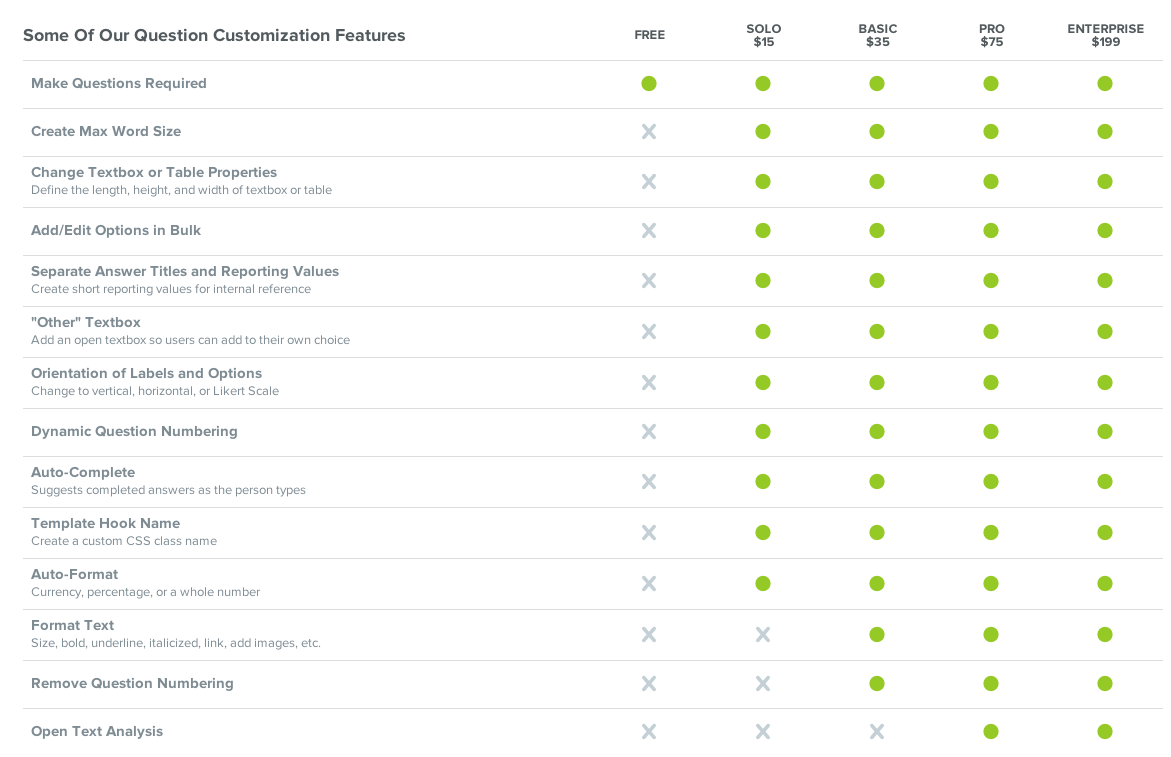 Some Of Our Question Customization Features
FREE
SOLO
$15
BASIC
$35
PRO
$75
ENTERPRISE
$199
Make Questions Required
Create Max Word Size
Change Textbox or Table Properties
Define the length, height, and width of textbox or table
Add/Edit Options in Bulk
Separate Answer Titles and Reporting Values
Create short reporting values for internal reference
"Other" Textbox
Add an open textbox so users can add to their own choice
Orientation of Labels and Options
Change to vertical, horizontal, or Likert Scale
Dynamic Question Numbering
Auto-Complete
Suggests completed answers as the person types
Template Hook Name
Create a custom CSS class name
Auto-Format
Currency, percentage, or a whole number
Format Text
Size, bold, underline, italicized, link, add images, etc.
Remove Question Numbering
Open Text Analysis